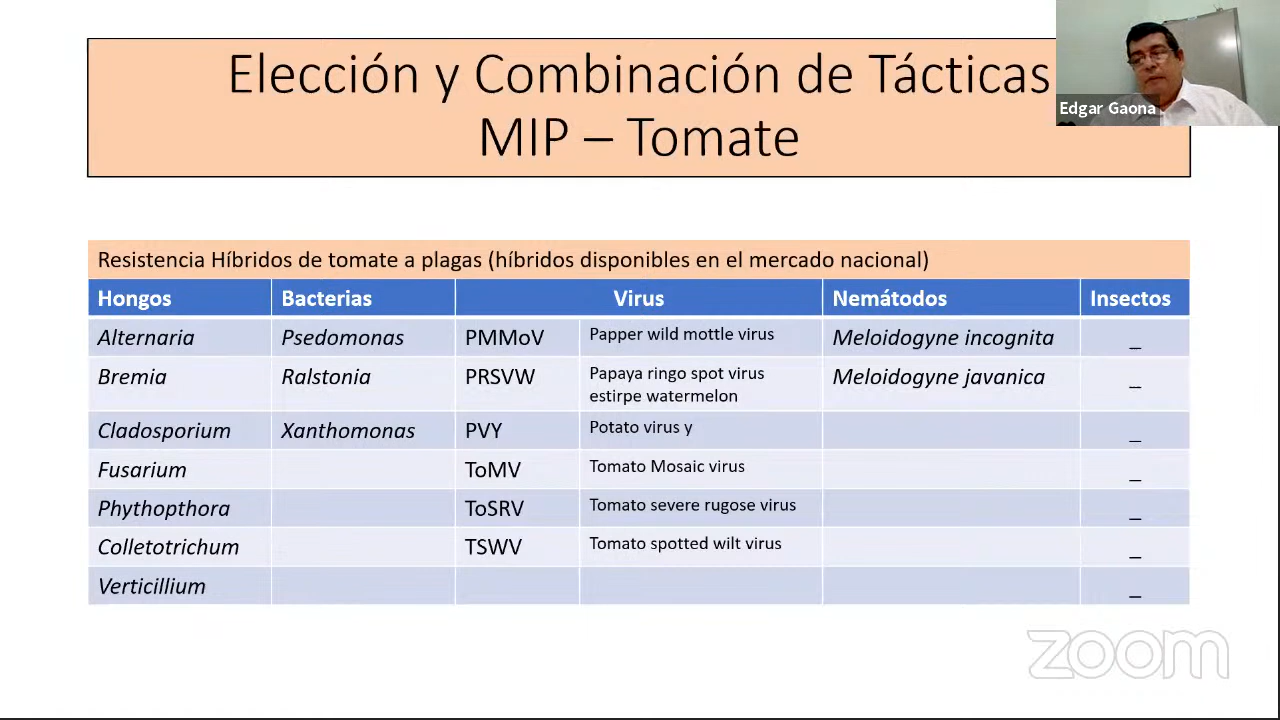 Elección y Combinación de Tácticas
MIP – Tomate
Edgar Gaona
Resistencia Híbridos de tomate a plagas (híbridos disponibles en el mercado nacional)
Hongos Bacterias Virus Nemátodos Insectos
Alternaria Psedomonas PMMoV Papper wild mottle virus Meloidogyne incognita _
Bremia Ralstonia PRSVW Papaya ringo spot virus Meloidogyne javanica _
estirpe watermelon
Cladosporium Xanthomonas PVY Potato virus y _
Fusarium ToMV Tomato Mosaic virus _
Phythopthora ToSRV Tomato severe rugose virus _
Colletotrichum TSWV Tomato spotted wilt virus _
Verticillium _
zoom